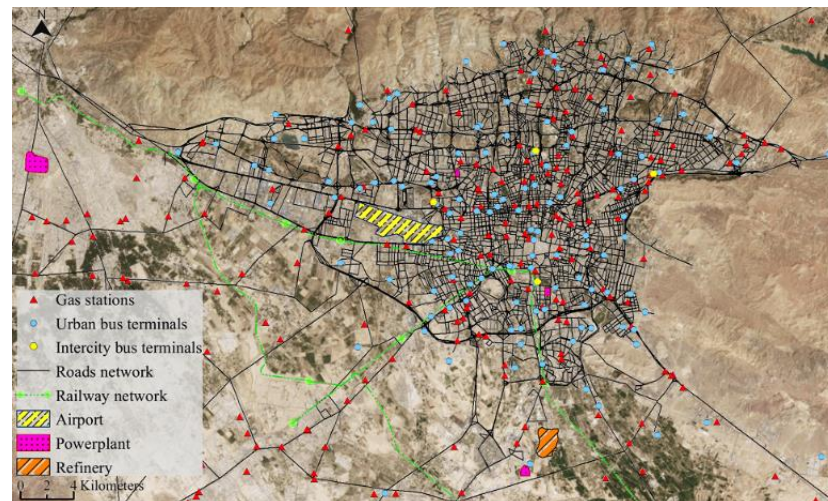 N
Gas stations
Urban bus terminals
Intercity bus terminals
Roads network
Railway network
Airport
Powerplant
Refinery
0 2 4 Kilometers